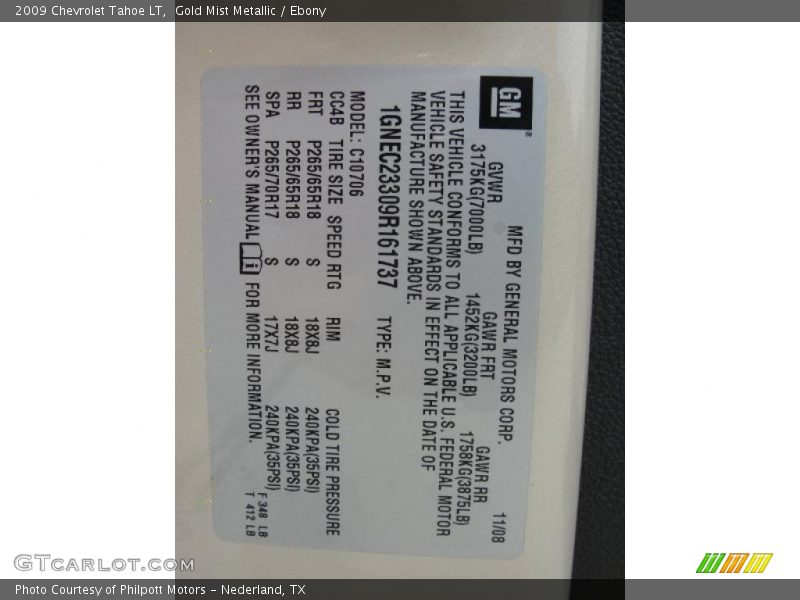 2009 Chevrolet Tahoe LT,  Gold Mist Metallic / Ebony
GM®
MFD BY GENERAL MOTORS CORP.    11/08
GVWR    GAWR FRT    GAWR RR
3175KG(7000LB)    1452KG(3200LB)    1758KG(3875LB)
THIS VEHICLE CONFORMS TO ALL APPLICABLE U.S. FEDERAL MOTOR
VEHICLE SAFETY STANDARDS IN EFFECT ON THE DATE OF
MANUFACTURE SHOWN ABOVE.
1GNEC23309R161737    TYPE: M.P.V.
MODEL: C10706
CC4B    TIRE SIZE    SPEED RTG    RIM    COLD TIRE PRESSURE
FRT    P265/65R18    S    18X8J    240KPA(35PSI)
RR    P265/65R18    S    18X8J    240KPA(35PSI)
SPA    P265/70R17    S    17X7J    240KPA(35PSI)
SEE OWNER'S MANUAL i FOR MORE INFORMATION.
F 348 LB
T 412 LB
GTCarLot.com
Photo Courtesy of Philpott Motors - Nederland, TX